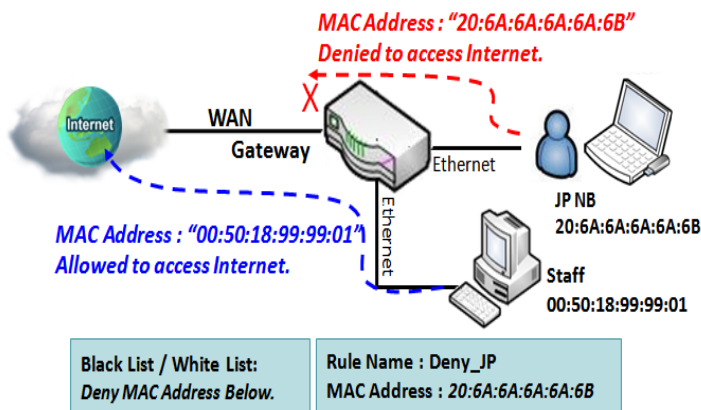 MAC Address : “20:6A:6A:6A:6A:6B”
Denied to access Internet.
Internet
WAN
Gateway
Ethernet
Ethernet
JP NB
20:6A:6A:6A:6A:6B
MAC Address : “00:50:18:99:99:01”
Allowed to access Internet.
Staff
00:50:18:99:99:01
Black List / White List:
Deny MAC Address Below.
Rule Name : Deny_JP
MAC Address : 20:6A:6A:6A:6A:6B